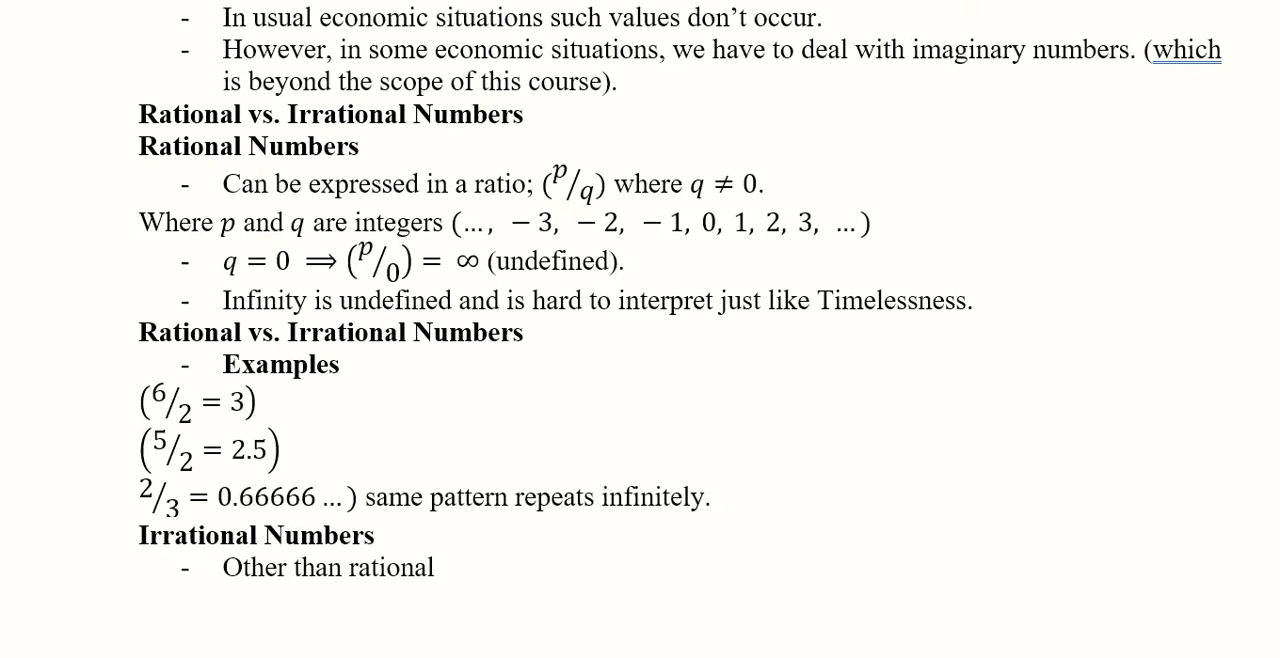 - In usual economic situations such values don’t occur.
- However, in some economic situations, we have to deal with imaginary numbers. (which
is beyond the scope of this course).
Rational vs. Irrational Numbers
Rational Numbers
- Can be expressed in a ratio; (p/q) where q ≠ 0.
Where p and q are integers (…, − 3, − 2, − 1, 0, 1, 2, 3, …)
- q = 0 ⟹ (p/0) = ∞ (undefined).
- Infinity is undefined and is hard to interpret just like Timelessness.
Rational vs. Irrational Numbers
- Examples
(6/2 = 3)
(5/2 = 2.5)
2/3 = 0.66666 … ) same pattern repeats infinitely.
Irrational Numbers
- Other than rational